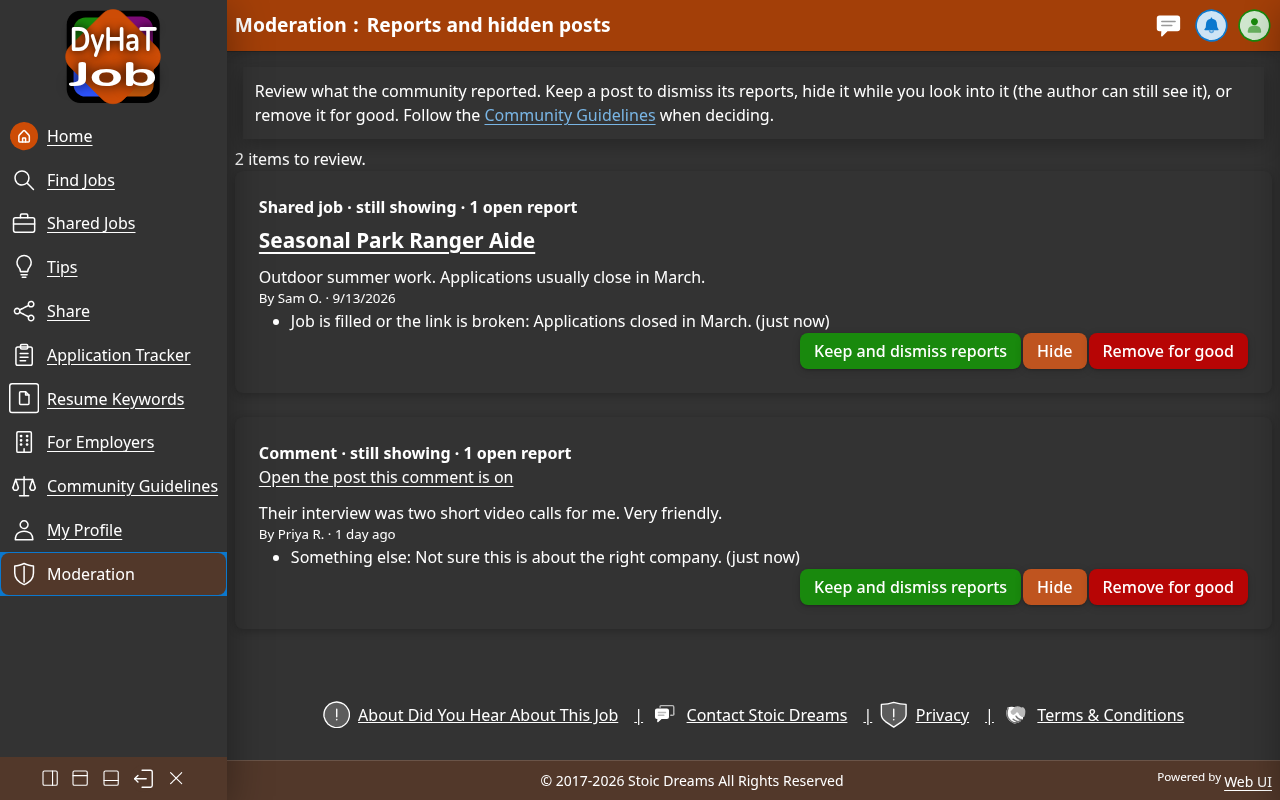 DyHaT
Job
Home
Find Jobs
Shared Jobs
Tips
Share
Application Tracker
Resume Keywords
For Employers
Community Guidelines
My Profile
Moderation
Moderation : Reports and hidden posts
Review what the community reported. Keep a post to dismiss its reports, hide it while you look into it (the author can still see it), or
remove it for good. Follow the Community Guidelines when deciding.
2 items to review.
Shared job · still showing · 1 open report
Seasonal Park Ranger Aide
Outdoor summer work. Applications usually close in March.
By Sam O. · 9/13/2026
• Job is filled or the link is broken: Applications closed in March. (just now)
Keep and dismiss reports Hide Remove for good
Comment · still showing · 1 open report
Open the post this comment is on
Their interview was two short video calls for me. Very friendly.
By Priya R. · 1 day ago
• Something else: Not sure this is about the right company. (just now)
Keep and dismiss reports Hide Remove for good
! About Did You Hear About This Job | Contact Stoic Dreams | ! Privacy | Terms & Conditions
© 2017-2026 Stoic Dreams All Rights Reserved
Powered by Web UI